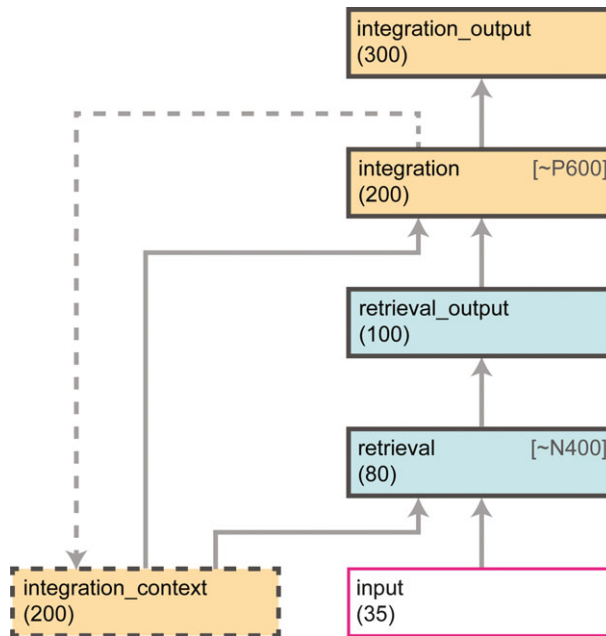 integration_output
(300)
integration [~P600]
(200)
retrieval_output
(100)
retrieval [~N400]
(80)
integration_context
(200)
input
(35)